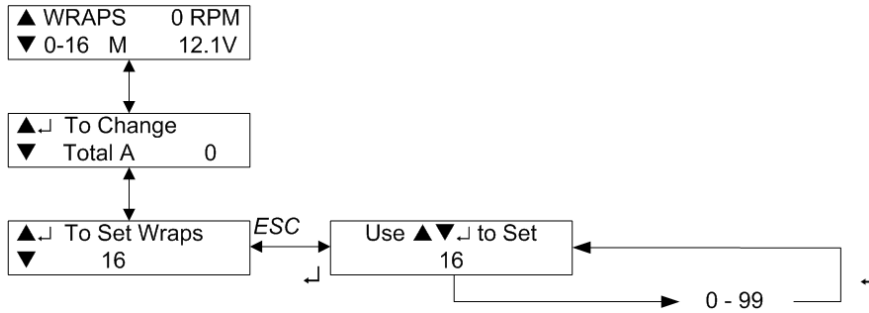 ▲ WRAPS 0 RPM
▼ 0-16 M 12.1V
▲↵ To Change
▼ Total A 0
▲↵ To Set Wraps
▼ 16
ESC
↵
Use ▲▼↵ to Set
16
0 - 99
↵